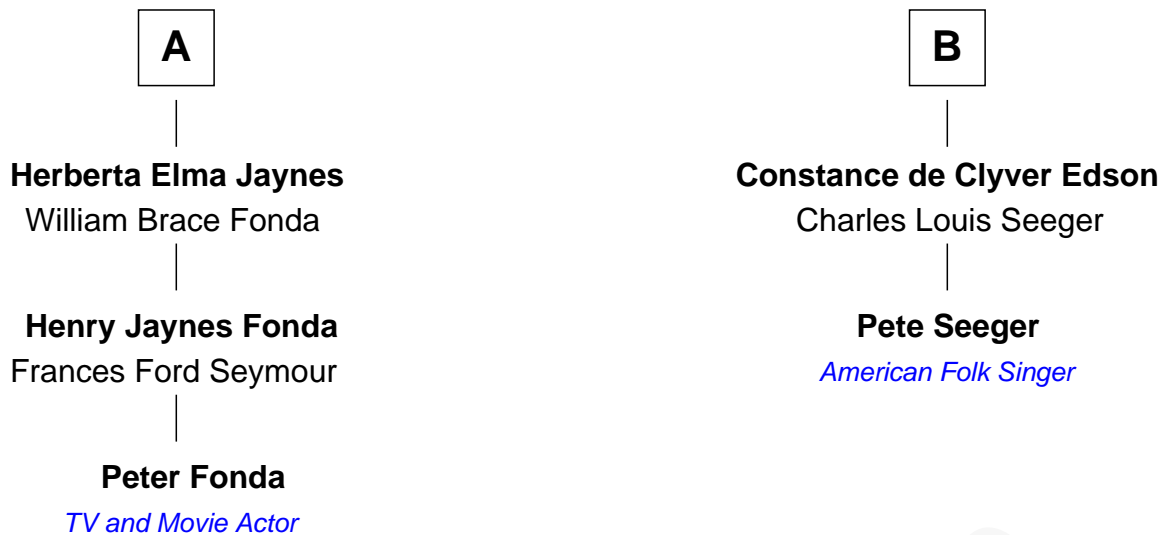 A
Herberta Elma Jaynes
William Brace Fonda
Henry Jaynes Fonda
Frances Ford Seymour
Peter Fonda
TV and Movie Actor
B
Constance de Clyver Edson
Charles Louis Seeger
Pete Seeger
American Folk Singer